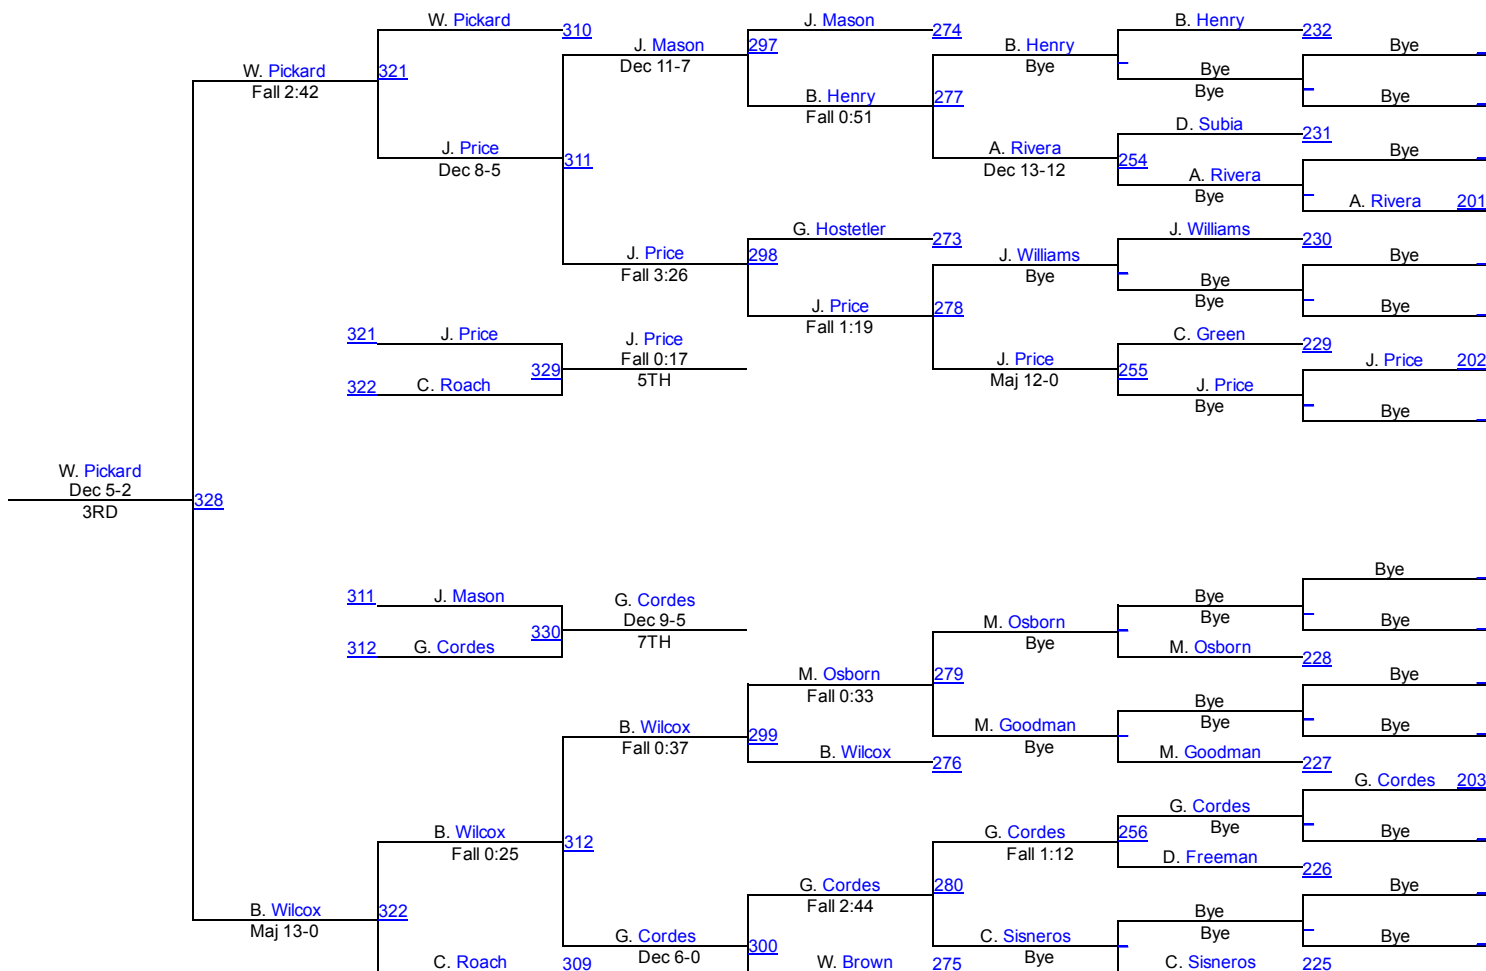 W. Pickard
310
J. Mason
274
B. Henry
232
Bye
J. Mason
297
Dec 11-7
B. Henry
Bye
Bye
Bye
W. Pickard
321
Fall 2:42
B. Henry
277
Fall 0:51
Bye
D. Subia
231
J. Price
311
Dec 8-5
A. Rivera
254
Dec 13-12
Bye
A. Rivera
Bye
A. Rivera 201
G. Hostetler
273
J. Williams
230
J. Price
298
Fall 3:26
J. Williams
Bye
Bye
Bye
Bye
J. Price
278
Fall 1:19
Bye
321 J. Price
329
322 C. Roach
J. Price
Fall 0:17
5TH
C. Green
229
J. Price
255
Maj 12-0
J. Price 202
J. Price
Bye
Bye
W. Pickard
Dec 5-2
328
3RD
Bye
311 J. Mason
330
312 G. Cordes
G. Cordes
Dec 9-5
7TH
Bye
Bye
M. Osborn
Bye
Bye
M. Osborn
228
M. Osborn
279
Fall 0:33
Bye
B. Wilcox
299
Fall 0:37
M. Goodman
Bye
Bye
Bye
Bye
B. Wilcox
276
M. Goodman
227
G. Cordes 203
B. Wilcox
312
Fall 0:25
G. Cordes
256
Fall 1:12
G. Cordes
Bye
Bye
D. Freeman
226
G. Cordes
280
Fall 2:44
Bye
B. Wilcox
322
Maj 13-0
Bye
Bye
G. Cordes
300
Dec 6-0
C. Sisneros
Bye
Bye
C. Roach
309
W. Brown
275
C. Sisneros
225